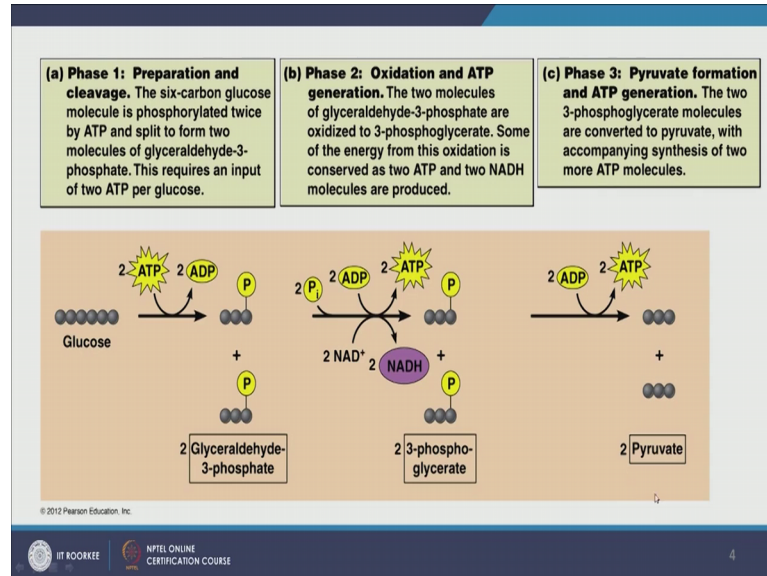 (a) Phase 1: Preparation and
cleavage. The six-carbon glucose
molecule is phosphorylated twice
by ATP and split to form two
molecules of glyceraldehyde-3-
phosphate. This requires an input
of two ATP per glucose.
(b) Phase 2: Oxidation and ATP
generation. The two molecules
of glyceraldehyde-3-phosphate are
oxidized to 3-phosphoglycerate. Some
of the energy from this oxidation is
conserved as two ATP and two NADH
molecules are produced.
(c) Phase 3: Pyruvate formation
and ATP generation. The two
3-phosphoglycerate molecules
are converted to pyruvate, with
accompanying synthesis of two
more ATP molecules.
2 ATP 2 ADP
P
Glucose
+
P
2 Glyceraldehyde-
3-phosphate
2 Pi 2 ADP 2 ATP
P
2 NAD+ 2 NADH
+
P
2 3-phospho-
glycerate
2 ADP 2 ATP
+
2 Pyruvate
© 2012 Pearson Education, Inc.
IIT ROORKEE
NPTEL ONLINE
CERTIFICATION COURSE
4